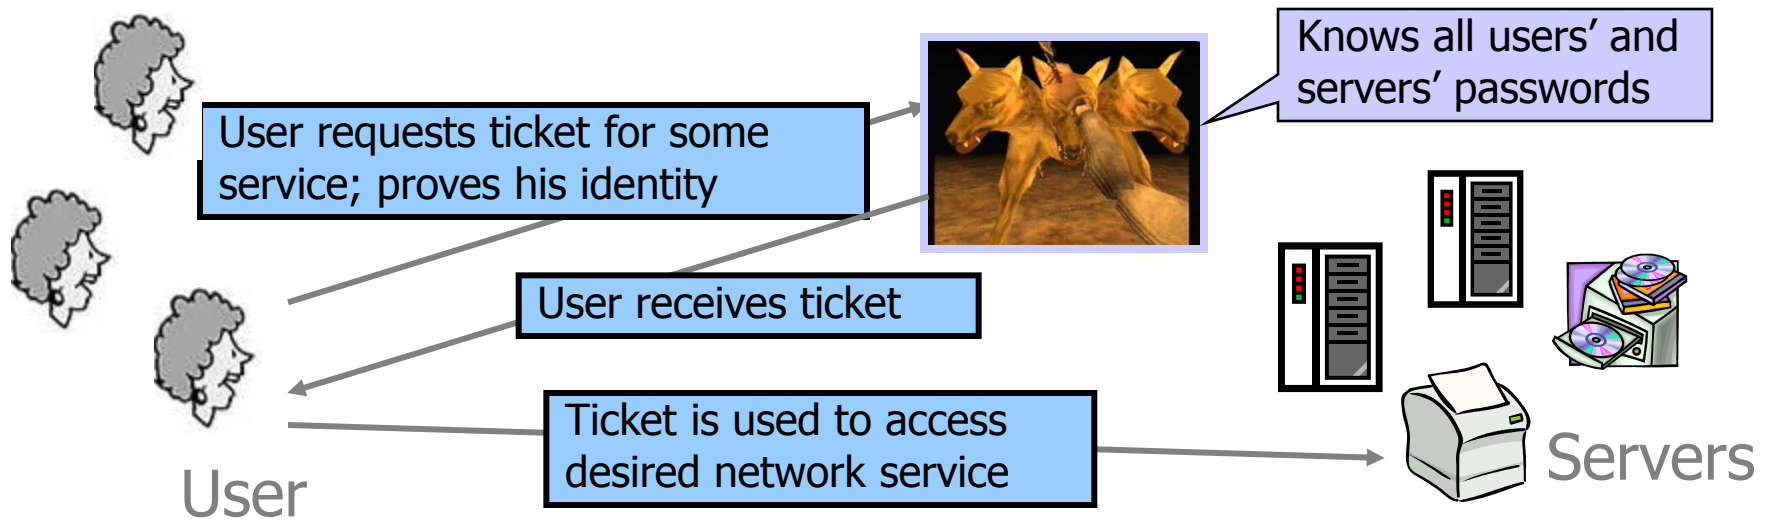 Knows all users’ and
servers’ passwords
User requests ticket for some
service; proves his identity
User receives ticket
Ticket is used to access
desired network service
User
Servers